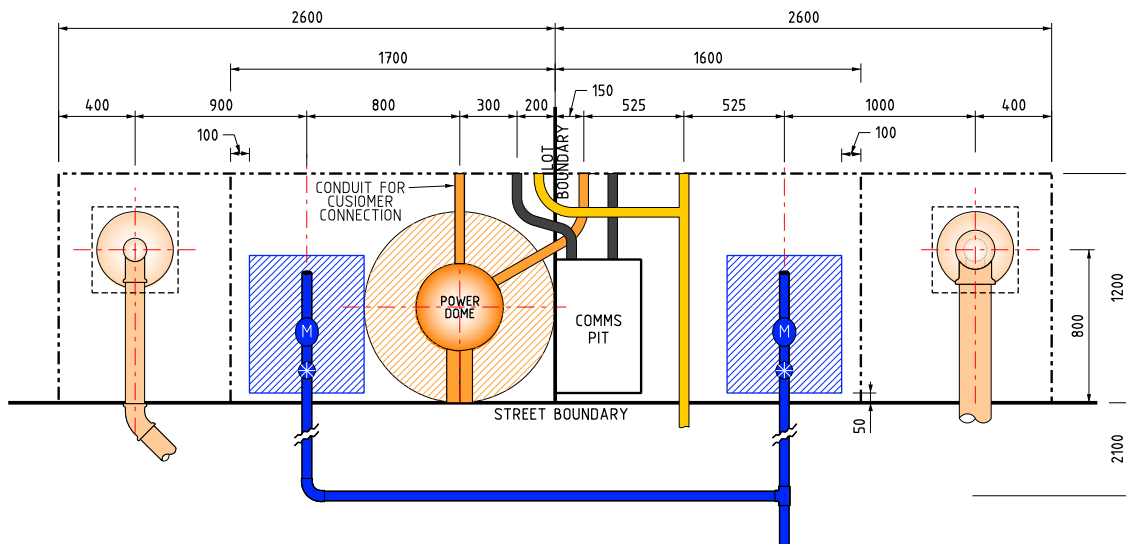 2600
2600
1700
1600
400
900
800
300
200
150
525
525
1000
400
100
100
LOT
BOUNDARY
CONDUIT FOR
CUSIOMER
CONNECTION
POWER
DOME
M
COMMS
PIT
M
800
1200
STREET BOUNDARY
50
2100